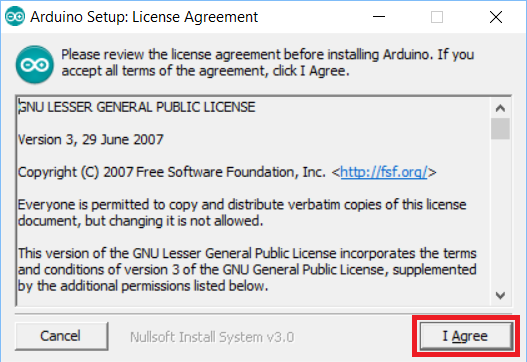 Arduino Setup: License Agreement
Please review the license agreement before installing Arduino. If you
accept all terms of the agreement, click I Agree.
GNU LESSER GENERAL PUBLIC LICENSE
Version 3, 29 June 2007
Copyright (C) 2007 Free Software Foundation, Inc. <http://fsf.org/>
Everyone is permitted to copy and distribute verbatim copies of this license
document, but changing it is not allowed.
This version of the GNU Lesser General Public License incorporates the terms
and conditions of version 3 of the GNU General Public License, supplemented
by the additional permissions listed below.
Cancel
Nullsoft Install System v3.0
I Agree